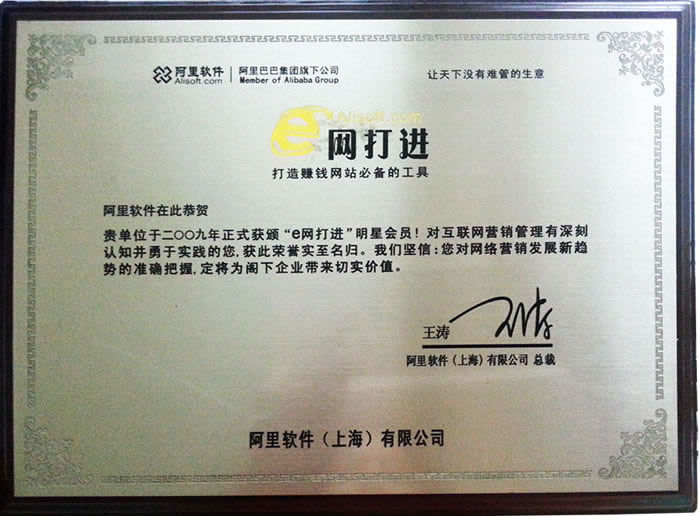 阿里软件 阿里巴巴集团旗下公司 让天下没有难管的生意
Alisoft.com Member of Alibaba Group
Alisoft.com
e网打进
打造赚钱网站必备的工具
阿里软件在此恭贺
贵单位于二〇〇九年正式获颁“e网打进”明星会员！对互联网营销管理有深刻
认知并勇于实践的您,获此荣誉实至名归。我们坚信:您对网络营销发展新趋
势的准确把握,定将为阁下企业带来切实价值。
王涛
阿里软件（上海）有限公司 总裁
阿里软件（上海）有限公司